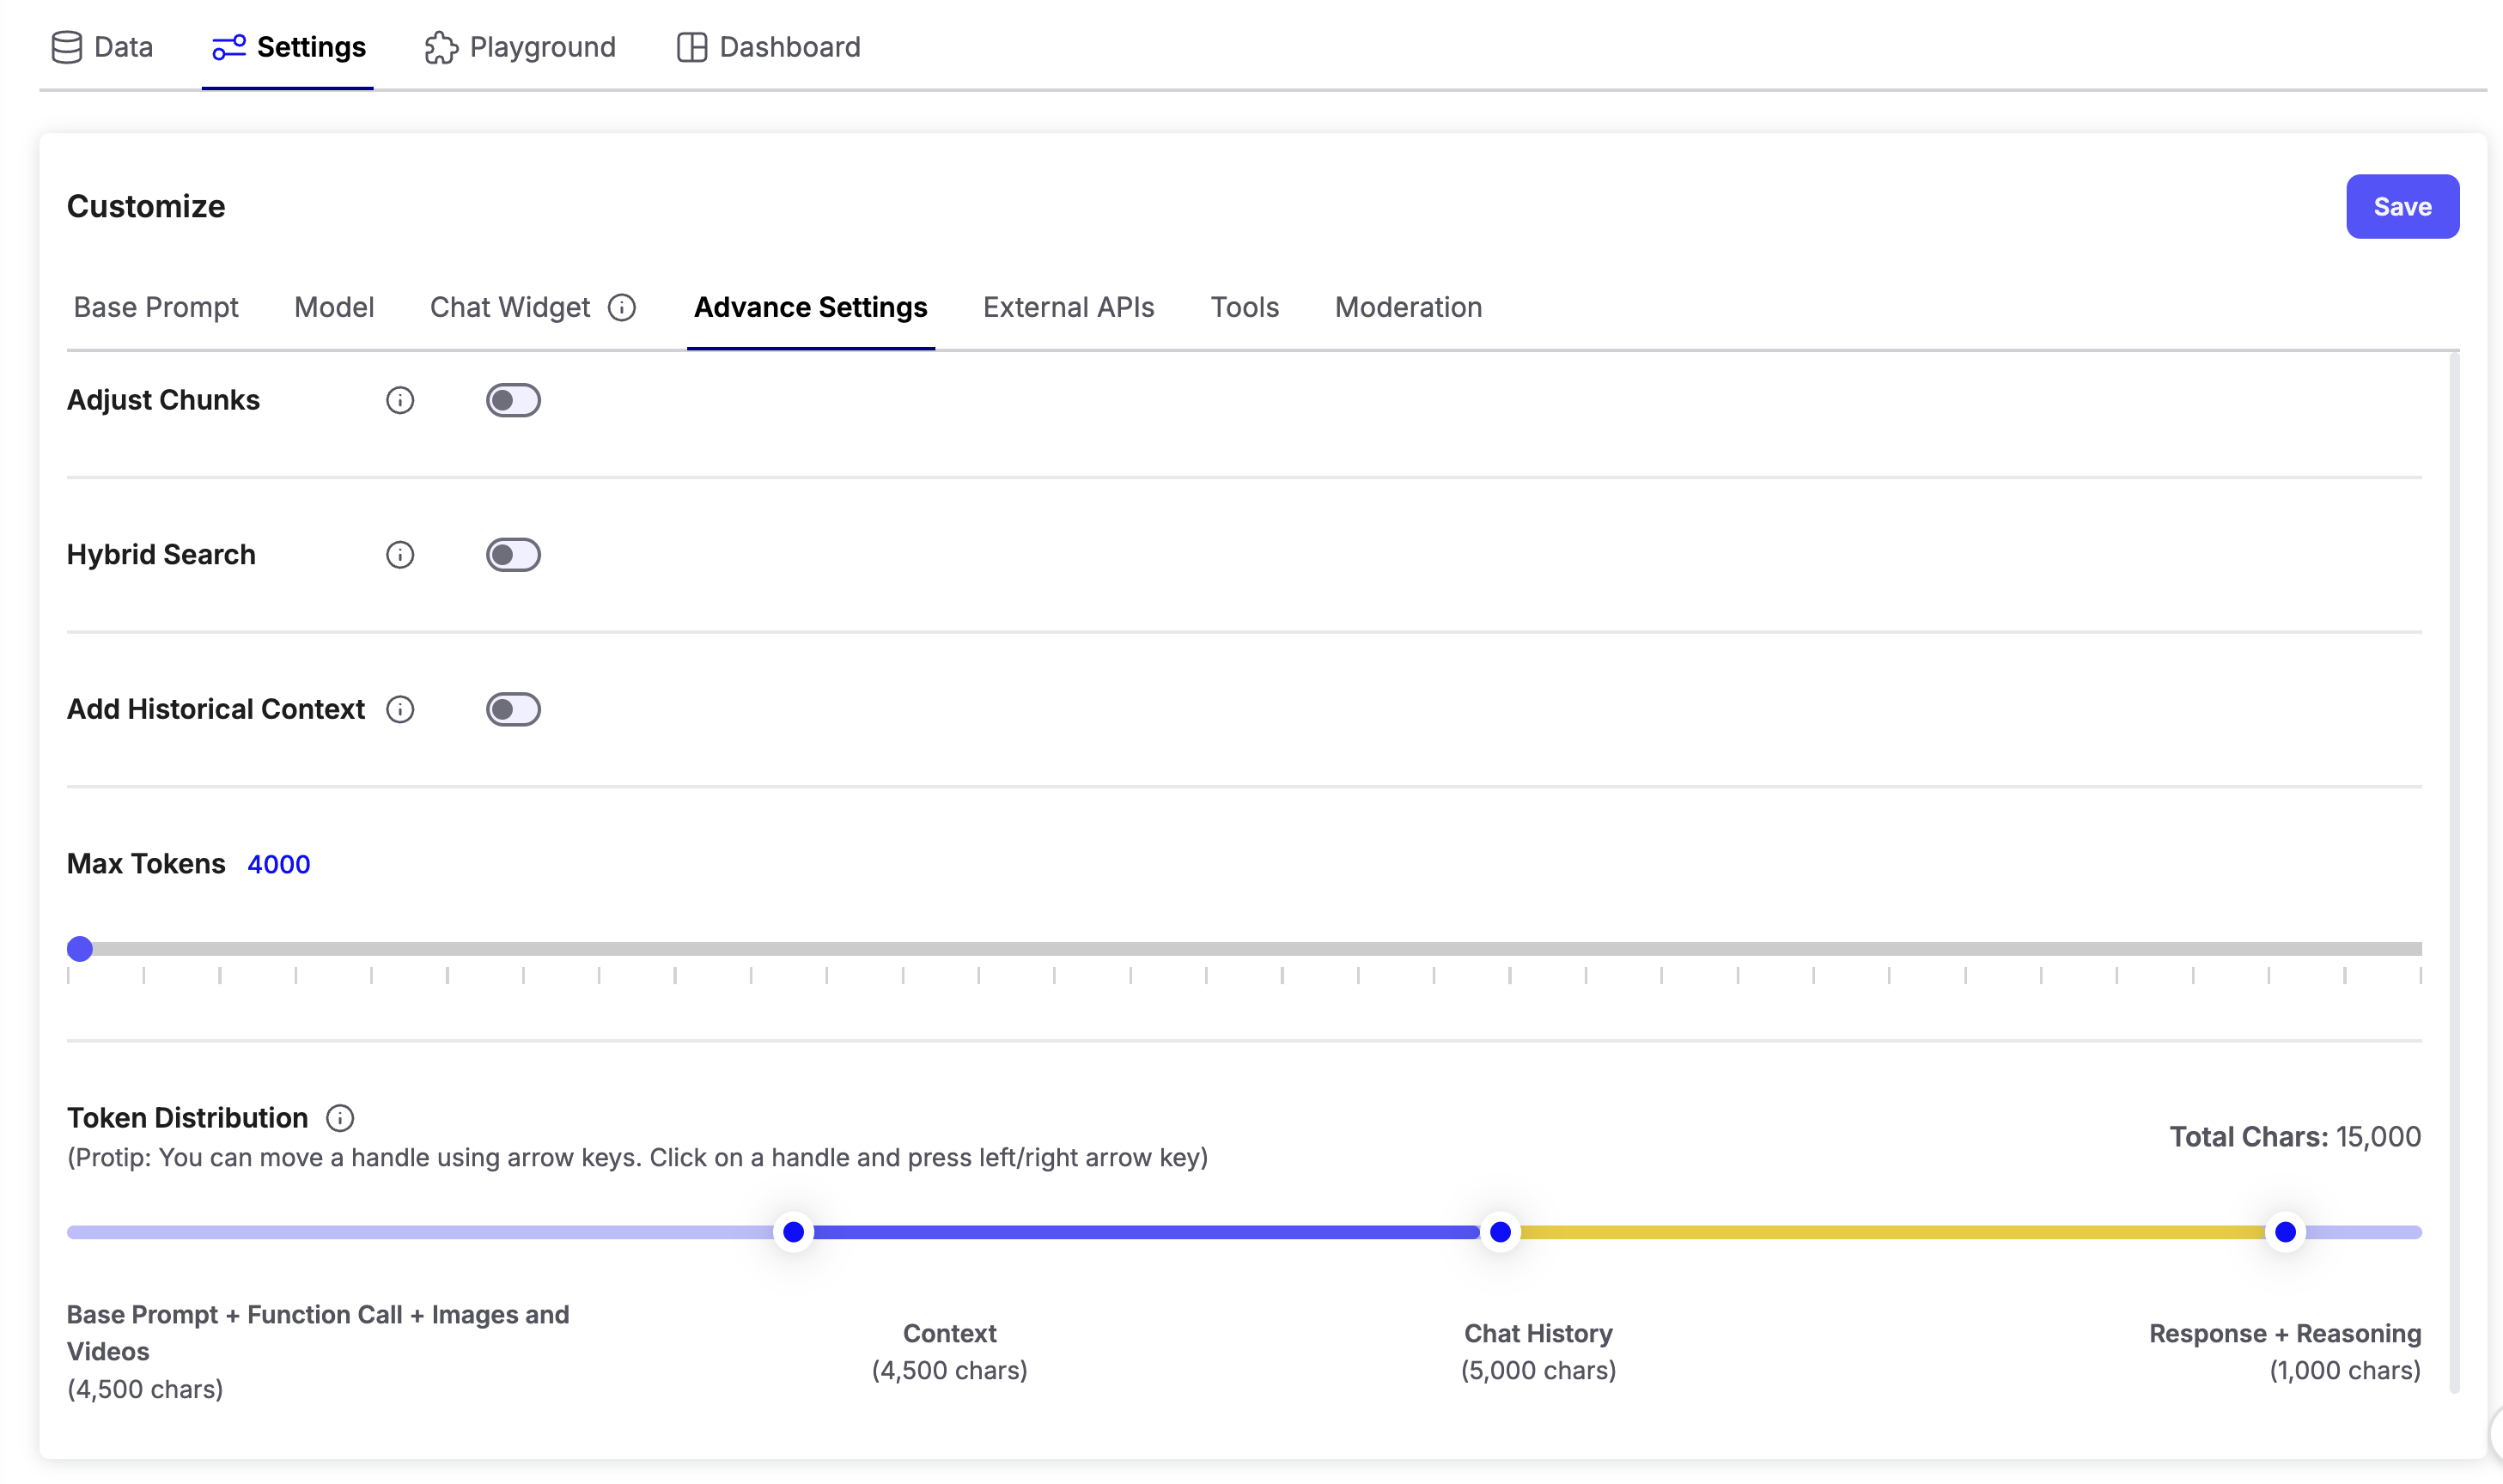 Data Settings Playground Dashboard
Customize
Save
Base Prompt Model Chat Widget Advance Settings External APIs Tools Moderation
Adjust Chunks
Hybrid Search
Add Historical Context
Max Tokens 4000
Token Distribution
(Protip: You can move a handle using arrow keys. Click on a handle and press left/right arrow key)
Total Chars: 15,000
Base Prompt + Function Call + Images and
Videos
(4,500 chars)
Context
(4,500 chars)
Chat History
(5,000 chars)
Response + Reasoning
(1,000 chars)